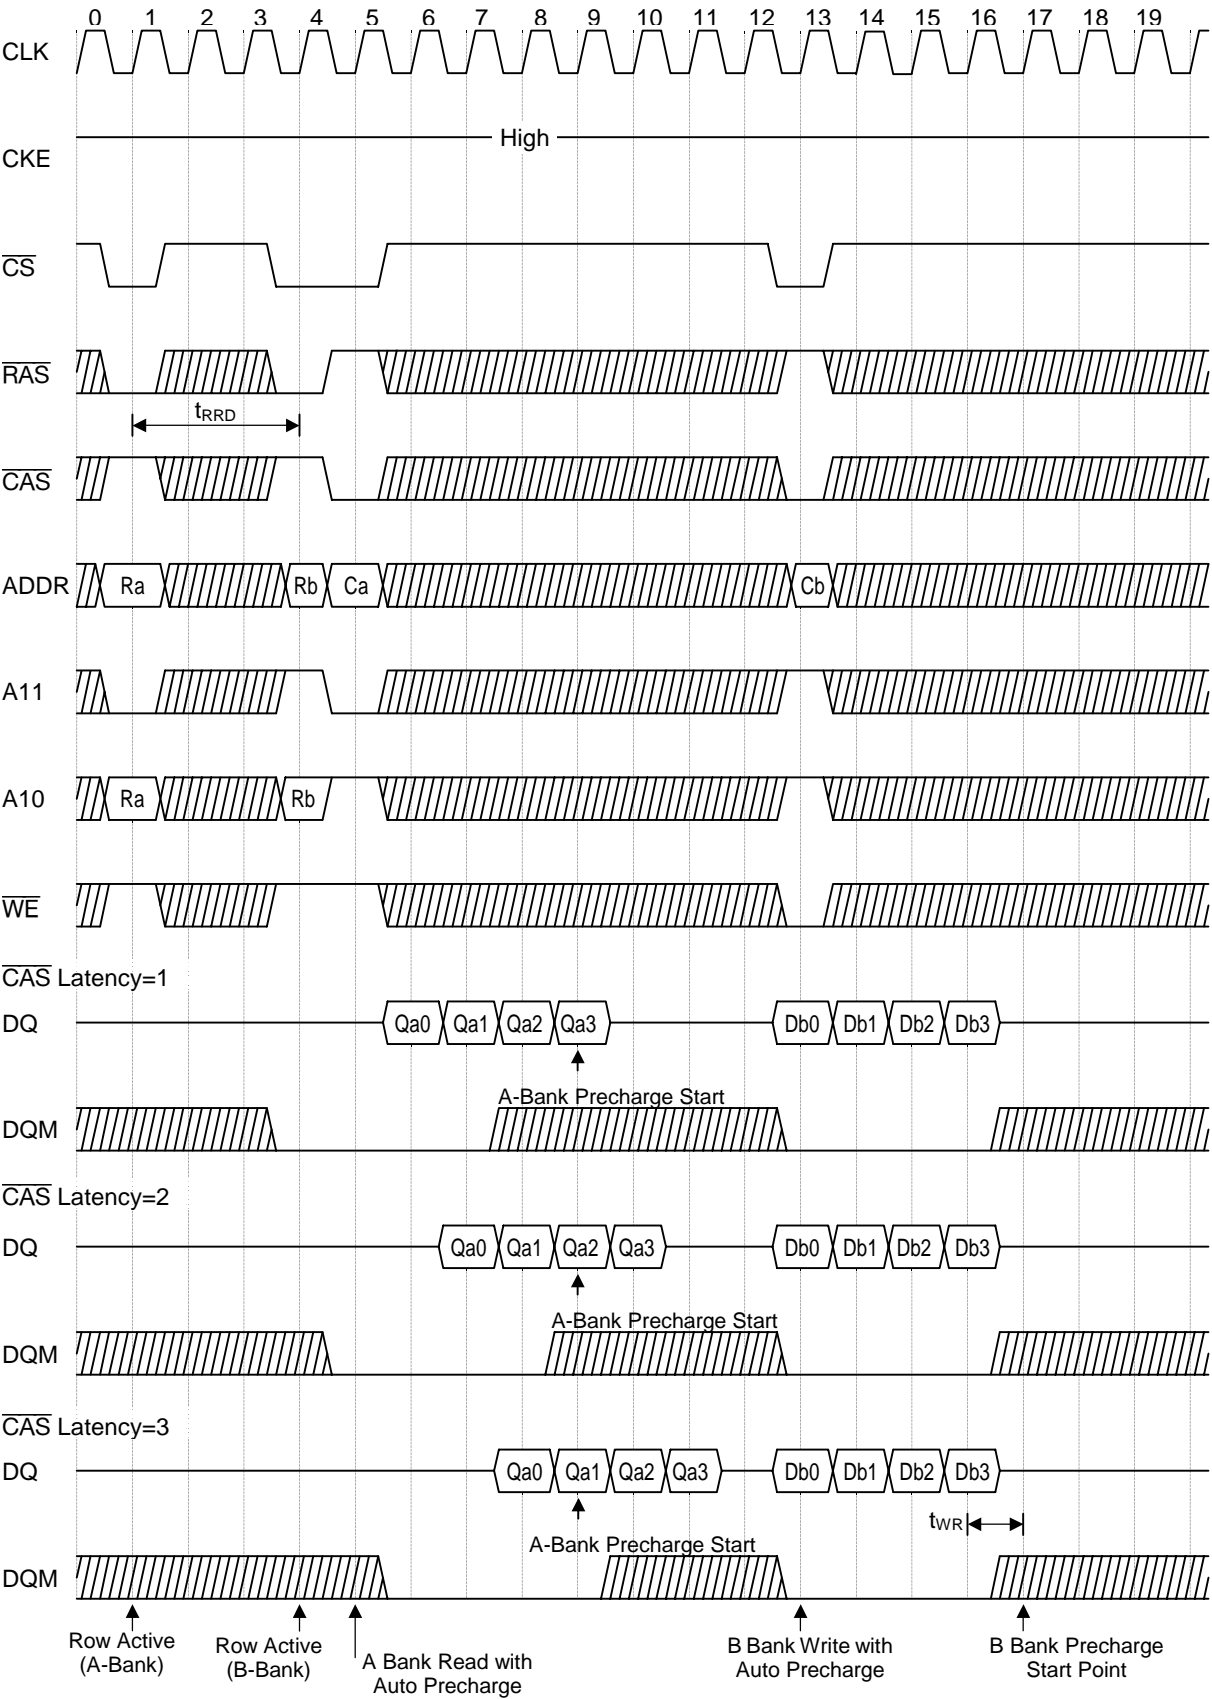 0 1 2 3 4 5 6 7 8 9 10 11 12 13 14 15 16 17 18 19
CLK
High
CKE
CS
RAS
tRRD
CAS
ADDR Ra Rb Ca Cb
A11
A10 Ra Rb
WE
CAS Latency=1
DQ Qa0 Qa1 Qa2 Qa3 Db0 Db1 Db2 Db3
A-Bank Precharge Start
DQM
CAS Latency=2
DQ Qa0 Qa1 Qa2 Qa3 Db0 Db1 Db2 Db3
A-Bank Precharge Start
DQM
CAS Latency=3
DQ Qa0 Qa1 Qa2 Qa3 Db0 Db1 Db2 Db3
tWR
A-Bank Precharge Start
DQM
Row Active
(A-Bank)
Row Active
(B-Bank)
A Bank Read with
Auto Precharge
B Bank Write with
Auto Precharge
B Bank Precharge
Start Point